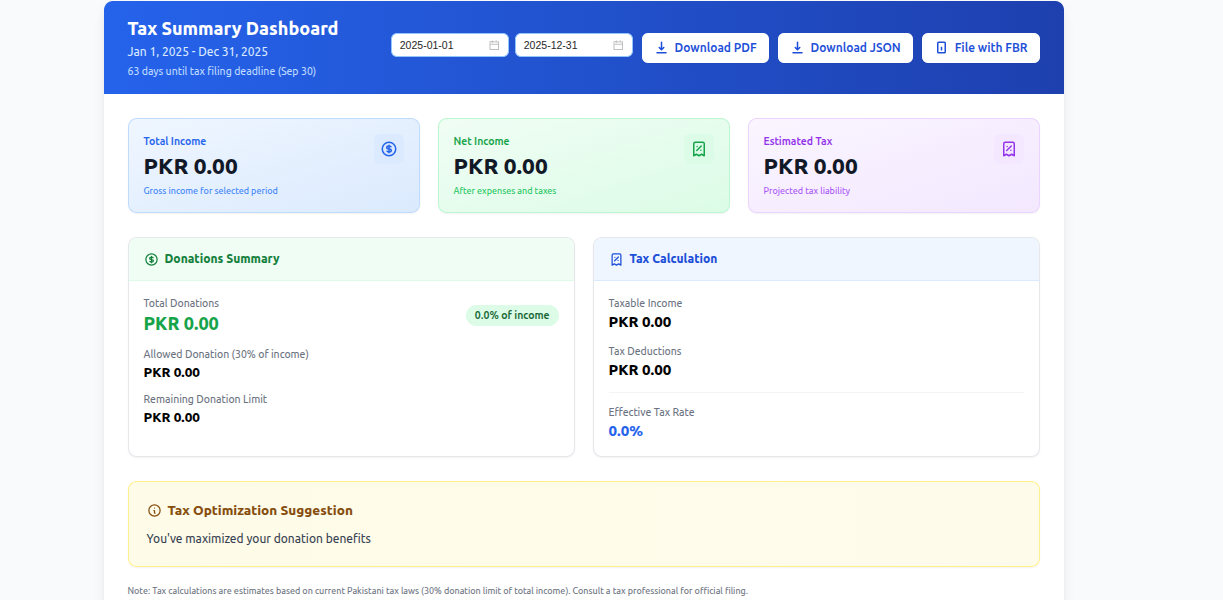 Tax Summary Dashboard
Jan 1, 2025 - Dec 31, 2025
63 days until tax filing deadline (Sep 30)
2025-01-01
2025-12-31
Download PDF
Download JSON
File with FBR
Total Income
PKR 0.00
Gross income for selected period
Net Income
PKR 0.00
After expenses and taxes
Estimated Tax
PKR 0.00
Projected tax liability
Donations Summary
Total Donations
PKR 0.00
0.0% of income
Allowed Donation (30% of income)
PKR 0.00
Remaining Donation Limit
PKR 0.00
Tax Calculation
Taxable Income
PKR 0.00
Tax Deductions
PKR 0.00
Effective Tax Rate
0.0%
Tax Optimization Suggestion
You've maximized your donation benefits
Note: Tax calculations are estimates based on current Pakistani tax laws (30% donation limit of total income). Consult a tax professional for official filing.